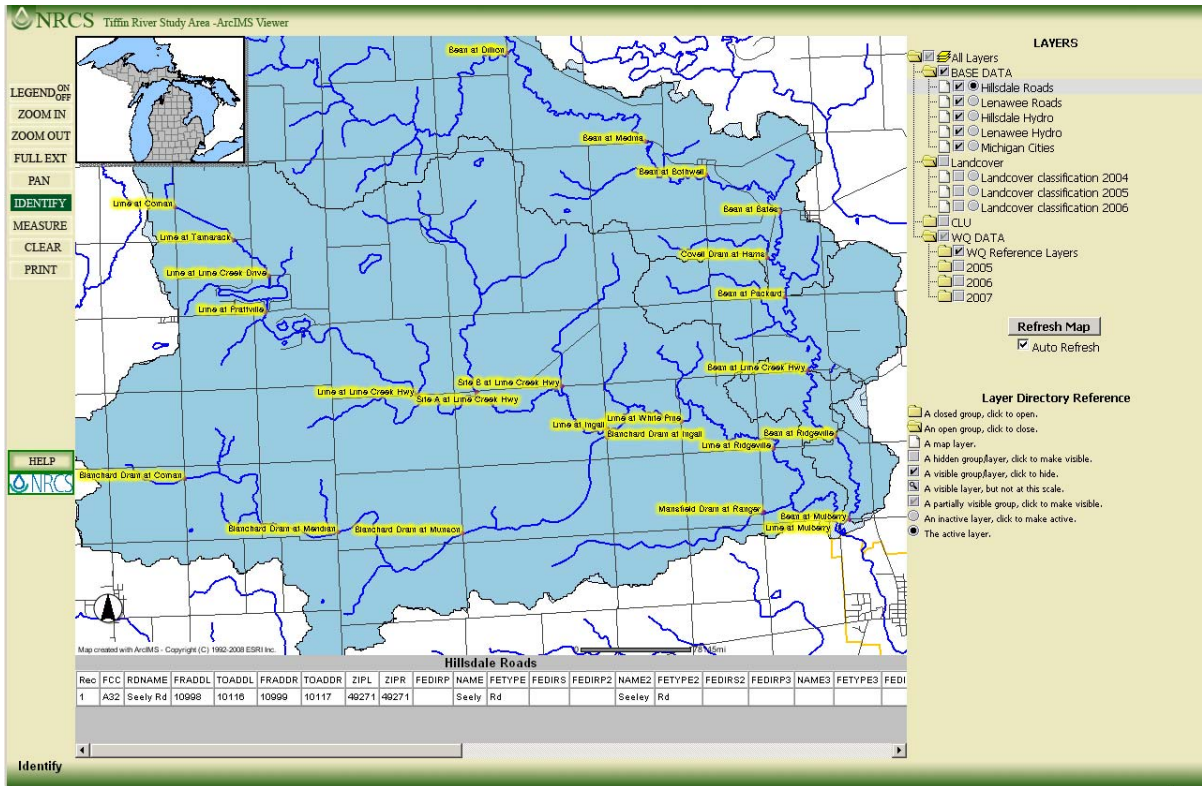 NRCS Tiffin River Study Area -ArcIMS Viewer
LEGEND ON OFF
ZOOM IN
ZOOM OUT
FULL EXT
PAN
IDENTIFY
MEASURE
CLEAR
PRINT
HELP
NRCS
Bean at Dillion
Bean at Medina
Bean at Bothwell
Lime at Coman
Bean at Bates
Lime at Tamarack
Covell Drain at Harris
Lime at Lime Creek Drive
Bean at Packard
Lime at Prattville
Bean at Lime Creek Hwy
Site B at Lime Creek Hwy
Lime at Lime Creek Hwy
Site A at Lime Creek Hwy
Lime at White Pine
Lime at Ingall
Blanchard Drain at Ingall
Bean at Ridgeville
Lime at Ridgeville
Blanchard Drain at Coman
Mansfield Drain at Ranger
Bean at Mulberry
Lime at Mulberry
Blanchard Drain at Meridian
Blanchard Drain at Munson
Map created with ArcIMS - Copyright (C) 1992-2008 ESRI Inc.
0
LAYERS
All Layers
BASE DATA
Hillsdale Roads
Lenawee Roads
Hillsdale Hydro
Lenawee Hydro
Michigan Cities
Landcover
Landcover classification 2004
Landcover classification 2005
Landcover classification 2006
CLU
WQ DATA
WQ Reference Layers
2005
2006
2007
Refresh Map
Auto Refresh
Layer Directory Reference
A closed group, click to open.
An open group, click to close.
A map layer.
A hidden group/layer, click to make visible.
A visible group/layer, click to hide.
A visible layer, but not at this scale.
A partially visible group, click to make visible.
An inactive layer, click to make active.
The active layer.
Hillsdale Roads
Rec FCC RDNAME FRADDL TOADDL FRADDR TOADDR ZIPL ZIPR FEDIRP NAME FETYPE FEDIRS FEDIRP2 NAME2 FETYPE2 FEDIRS2 FEDIRP3 NAME3 FETYPE3 FEDI
1 A32 Seely Rd 10998 10116 10999 10117 49271 49271 Seely Rd Seeley Rd
Identify